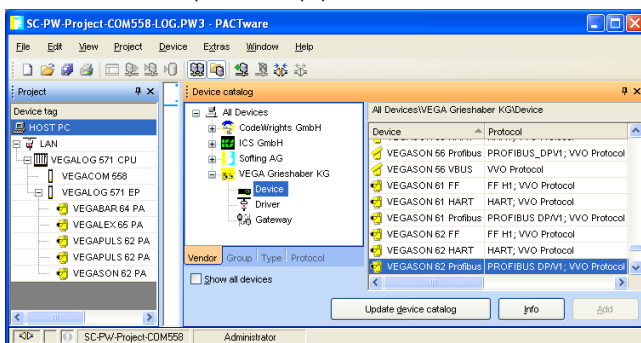 SC-PW-Project-COM558-LOG.PW3 - PACTware
File Edit View Project Device Extras Window Help
Project
Device tag
HOST PC
LAN
VEGALOG 571 CPU
VEGACOM 558
VEGALOG 571 EP
VEGABAR 64 PA
VEGALEX 65 PA
VEGAPULS 62 PA
VEGAPULS 62 PA
VEGASON 62 PA
Device catalog
All Devices
CodeWrights GmbH
ICS GmbH
Softing AG
VEGA Grieshaber KG
Device
Driver
Gateway
Vendor Group Type Protocol
Show all devices
All Devices\VEGA Grieshaber KG\Device
Device Protocol
VEGASON 56 Profibus PROFIBUS_DPV1; VVO Protocol
VEGASON 56 VBUS VVO Protocol
VEGASON 61 FF FF H1; VVO Protocol
VEGASON 61 HART HART; VVO Protocol
VEGASON 61 Profibus PROFIBUS DP/V1; VVO Protocol
VEGASON 62 FF FF H1; VVO Protocol
VEGASON 62 HART HART; VVO Protocol
VEGASON 62 Profibus PROFIBUS DP/V1; VVO Protocol
Update device catalog Info Add
SC-PW-Project-COM558 Administrator